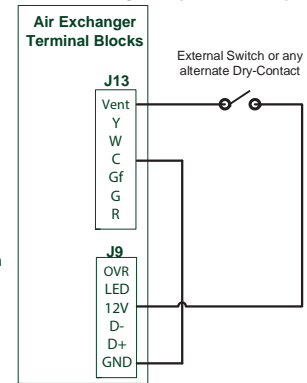 Air Exchanger
Terminal Blocks
External Switch or any
alternate Dry-Contact
J13
Vent
Y
W
C
Gf
G
R
J9
OVR
LED
12V
D-
D+
GND